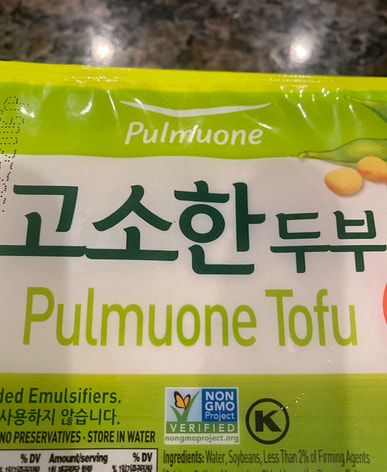 Pulmuone
고소한 두부
Pulmuone Tofu
ded Emulsifiers.
사용하지 않습니다.
NO PRESERVATIVES · STORE IN WATER
NON
GMO
Project
VERIFIED
nongmoproject.org
K
Ingredients: Water, Soybeans, Less Than 2% of Firming Agents
% DV Amount/serving % DV